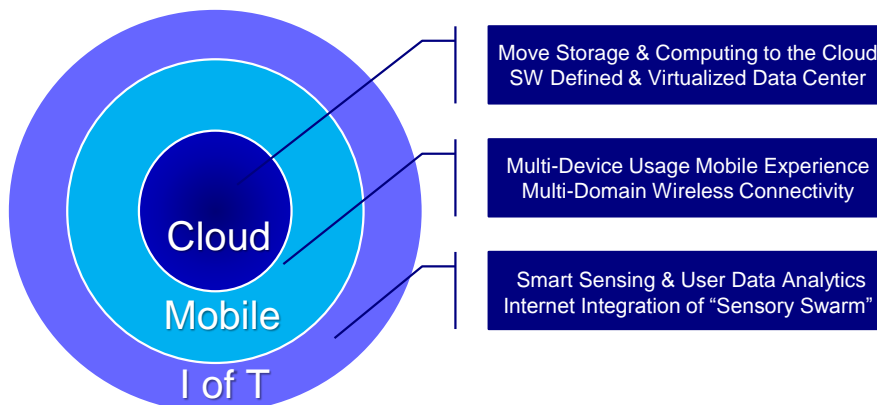 Cloud
Mobile
I of T
Move Storage & Computing to the Cloud
SW Defined & Virtualized Data Center
Multi-Device Usage Mobile Experience
Multi-Domain Wireless Connectivity
Smart Sensing & User Data Analytics
Internet Integration of “Sensory Swarm”